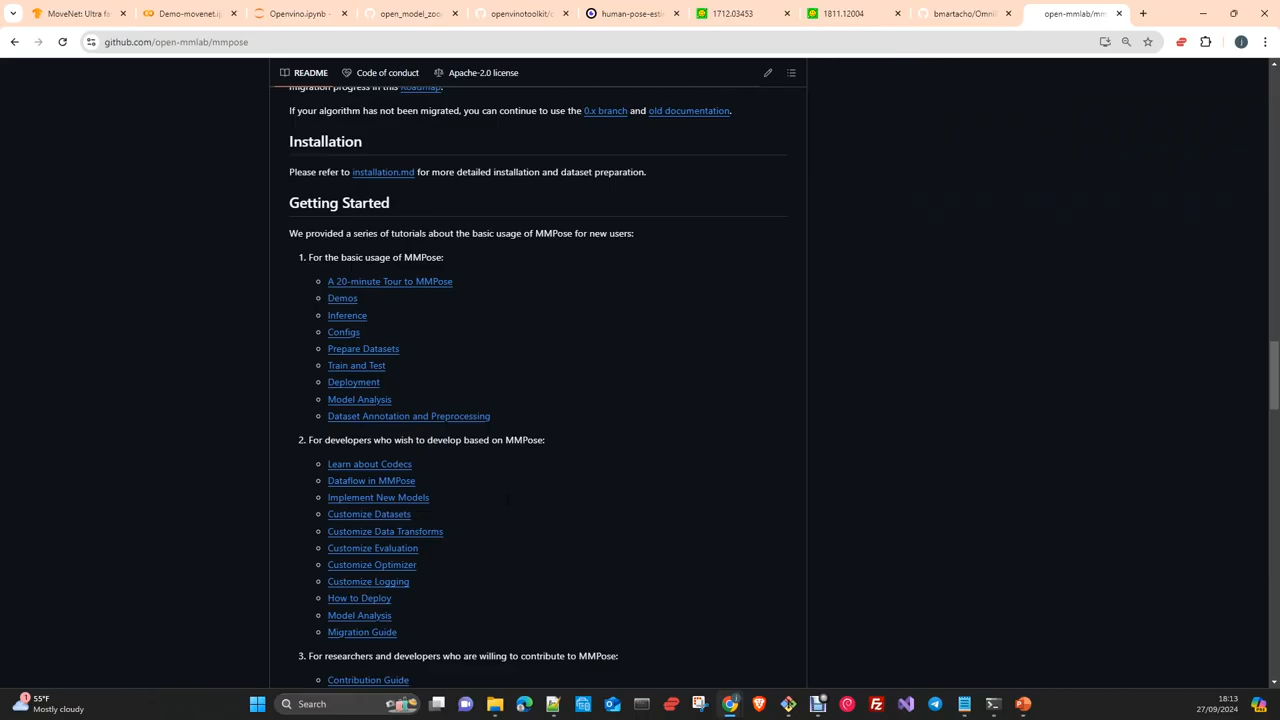 MoveNet: Ultra fa
Demo-movenet.i
Openvino.ipynb -
open_model_zoo
openvinotoolkit/c
human-pose-esti
1712.03453
1811.12004
bmartacho/Omnil
open-mmlab/mm
github.com/open-mmlab/mmpose
j
README
Code of conduct
Apache-2.0 license
migration progress in this Roadmap.
If your algorithm has not been migrated, you can continue to use the 0.x branch and old documentation.
Installation
Please refer to installation.md for more detailed installation and dataset preparation.
Getting Started
We provided a series of tutorials about the basic usage of MMPose for new users:
1. For the basic usage of MMPose:
A 20-minute Tour to MMPose
Demos
Inference
Configs
Prepare Datasets
Train and Test
Deployment
Model Analysis
Dataset Annotation and Preprocessing
2. For developers who wish to develop based on MMPose:
Learn about Codecs
Dataflow in MMPose
Implement New Models
Customize Datasets
Customize Data Transforms
Customize Evaluation
Customize Optimizer
Customize Logging
How to Deploy
Model Analysis
Migration Guide
3. For researchers and developers who are willing to contribute to MMPose:
Contribution Guide
1
55°F
Mostly cloudy
Search
18:13
27/09/2024